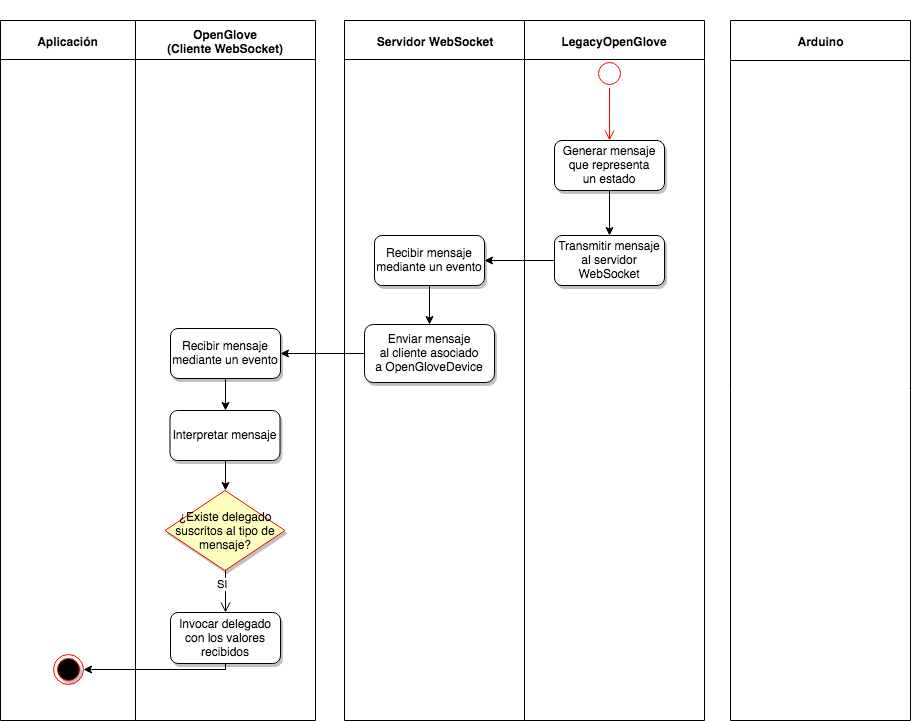 Aplicación
OpenGlove
(Cliente WebSocket)
Servidor WebSocket
LegacyOpenGlove
Arduino
Generar mensaje
que representa
un estado
Transmitir mensaje
al servidor
WebSocket
Recibir mensaje
mediante un evento
Enviar mensaje
al cliente asociado
a OpenGloveDevice
Recibir mensaje
mediante un evento
Interpretar mensaje
¿Existe delegado
suscritos al tipo de
mensaje?
SI
Invocar delegado
con los valores
recibidos